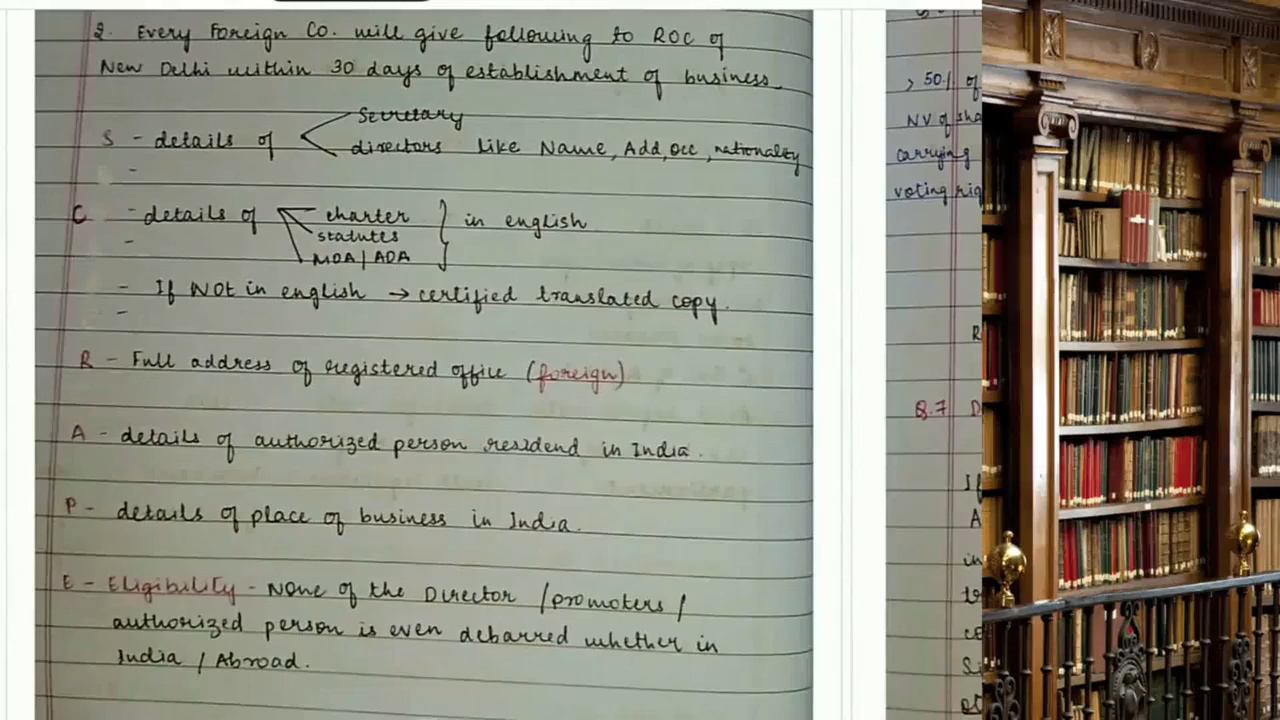 2. Every Foreign Co. will give following to ROC of
New Delhi within 30 days of establishment of business
S - details of
Secretary
directors like Name, Add, Occ, nationality
-
C - details of
charter
statutes
MOA/AOA
} in english
-
- If NOT in english → certified translated copy.
-
R - Full address of registered office (foreign)
A - details of authorized person residend in India.
P - details of place of business in India.
E - Eligibility - None of the Director / promoters /
authorized person is even debarred whether in
India / Abroad.
> 50% of
NV of sha
carrying
voting rig
R
Q.7 D
If
A
in